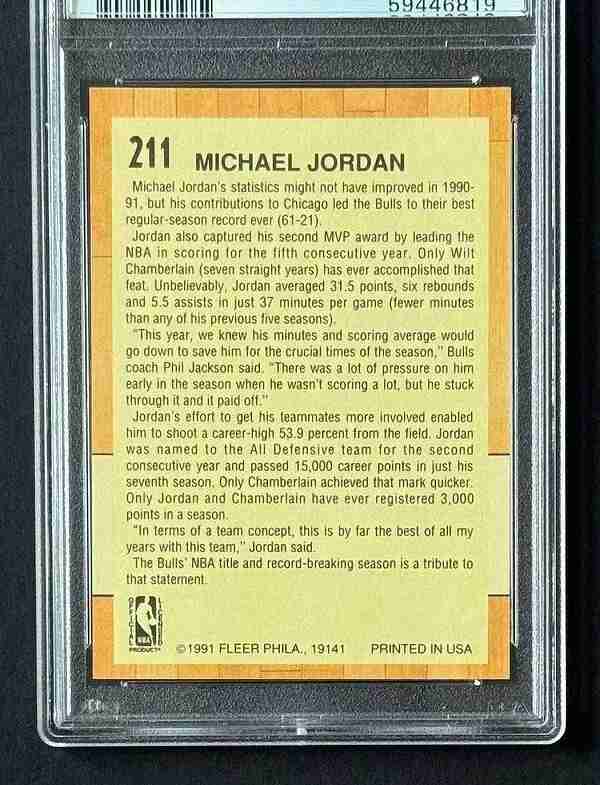 59446819
211 MICHAEL JORDAN
Michael Jordan's statistics might not have improved in 1990-
91, but his contributions to Chicago led the Bulls to their best
regular-season record ever (61-21).
Jordan also captured his second MVP award by leading the
NBA in scoring for the fifth consecutive year. Only Wilt
Chamberlain (seven straight years) has ever accomplished that
feat. Unbelievably, Jordan averaged 31.5 points, six rebounds
and 5.5 assists in just 37 minutes per game (fewer minutes
than any of his previous five seasons).
"This year, we knew his minutes and scoring average would
go down to save him for the crucial times of the season," Bulls
coach Phil Jackson said. "There was a lot of pressure on him
early in the season when he wasn't scoring a lot, but he stuck
through it and it paid off."
Jordan's effort to get his teammates more involved enabled
him to shoot a career-high 53.9 percent from the field. Jordan
was named to the All Defensive team for the second
consecutive year and passed 15,000 career points in just his
seventh season. Only Chamberlain achieved that mark quicker.
Only Jordan and Chamberlain have ever registered 3,000
points in a season.
"In terms of a team concept, this is by far the best of all my
years with this team," Jordan said.
The Bulls' NBA title and record-breaking season is a tribute to
that statement.
OFFICIAL LICENSED
NBA
PRODUCT
©1991 FLEER PHILA., 19141 PRINTED IN USA